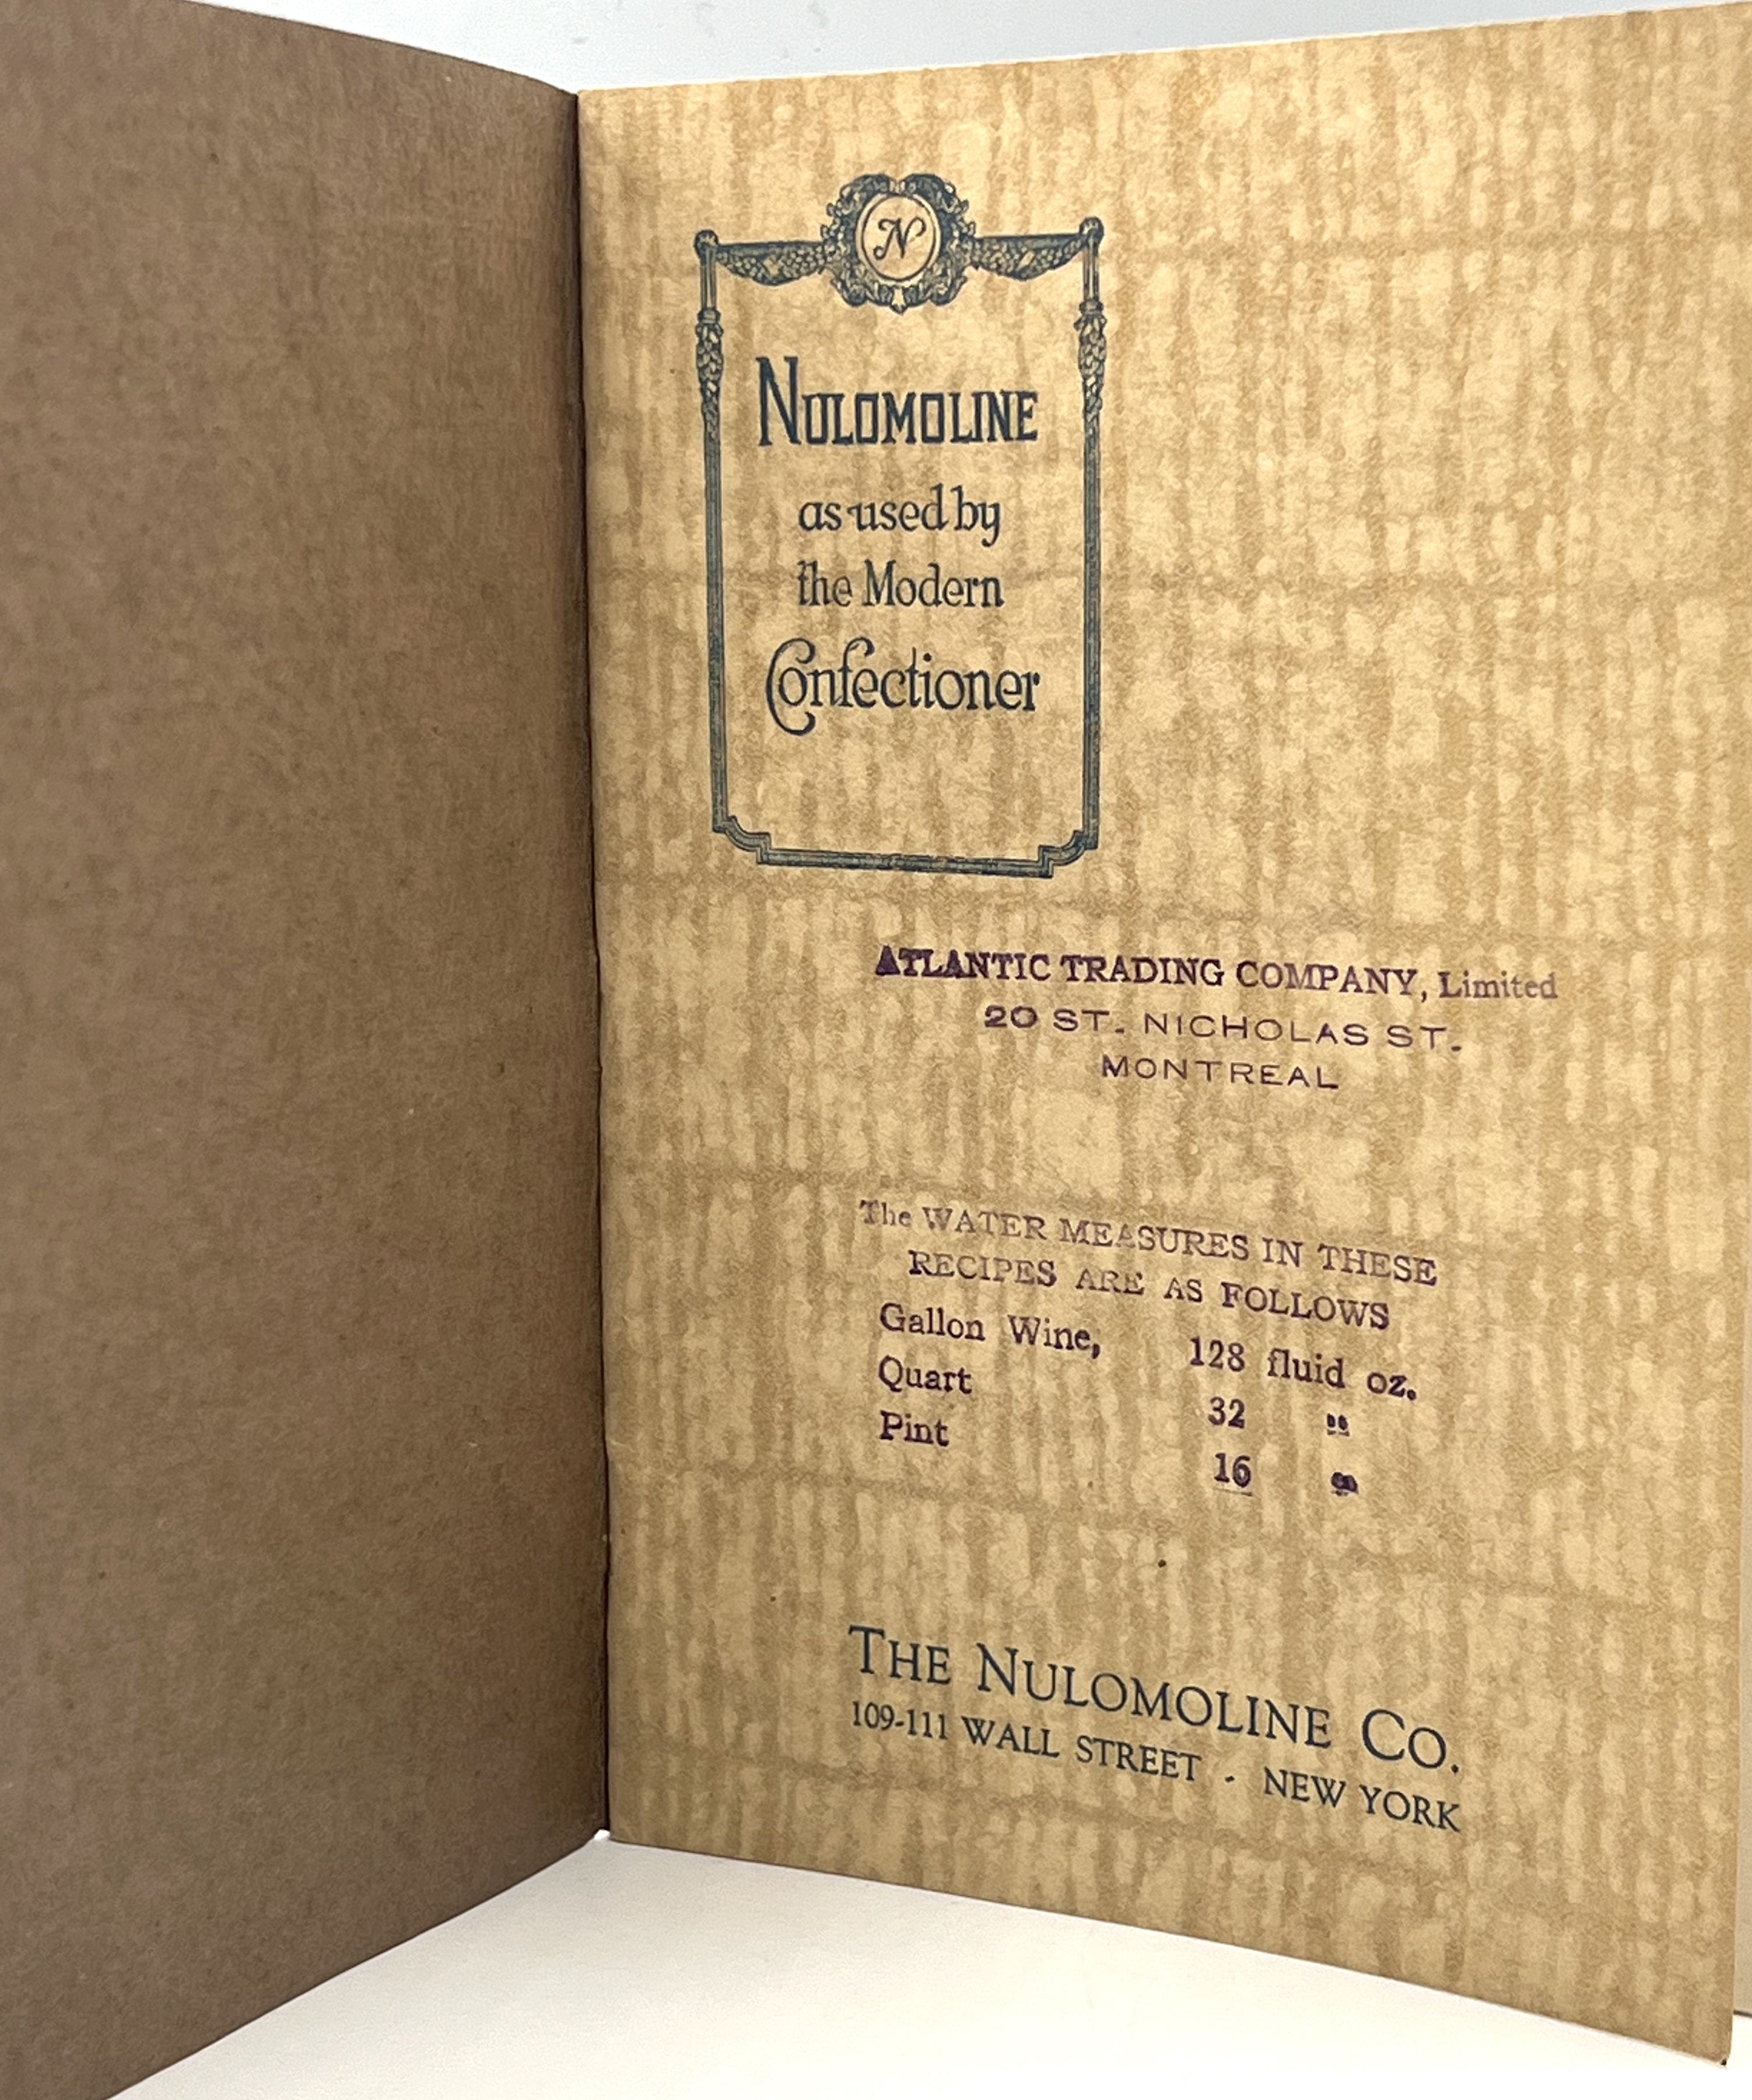 N
NULOMOLINE
as used by
the Modern
Confectioner
ATLANTIC TRADING COMPANY, Limited
20 ST. NICHOLAS ST.
MONTREAL
The WATER MEASURES IN THESE
RECIPES ARE AS FOLLOWS
Gallon Wine, 128 fluid oz.
Quart 32 "
Pint 16 "
THE NULOMOLINE CO.
109-111 WALL STREET - NEW YORK